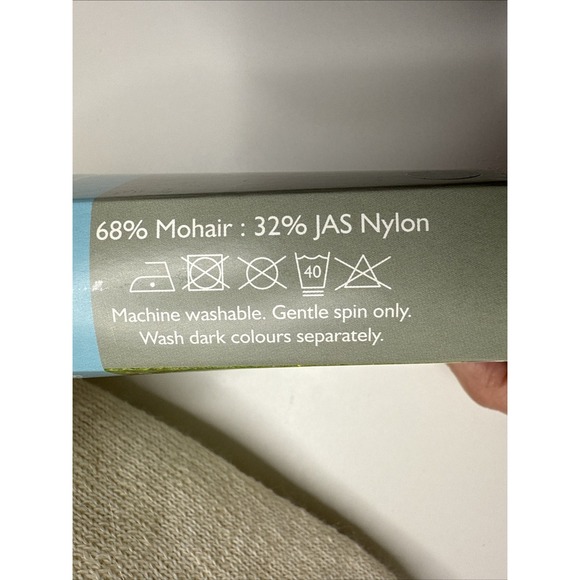 68% Mohair : 32% JAS Nylon
40
Machine washable. Gentle spin only.
Wash dark colours separately.